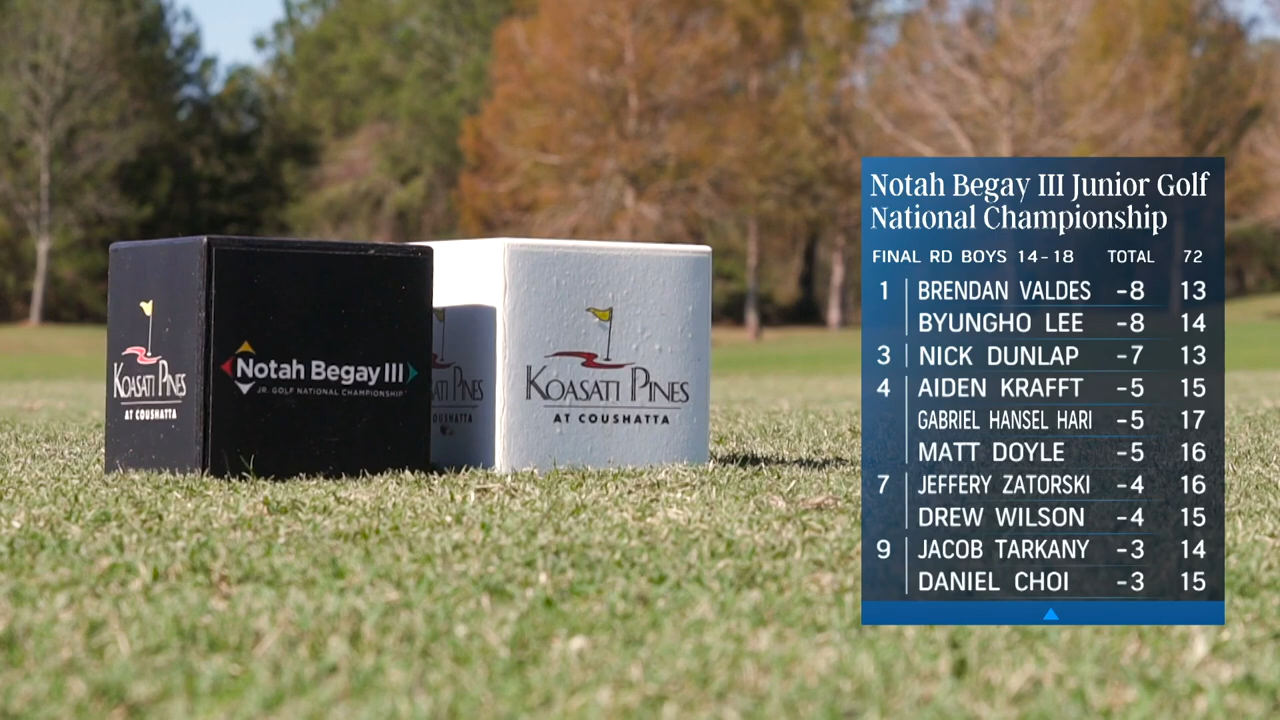 KOASATI PINES
AT COUSHATTA
Notah Begay III
JR. GOLF NATIONAL CHAMPIONSHIP
KOASATI PINES
AT COUSHATTA
Notah Begay III Junior Golf
National Championship
FINAL RD BOYS 14-18 TOTAL 72
1 BRENDAN VALDES -8 13
BYUNGHO LEE -8 14
3 NICK DUNLAP -7 13
4 AIDEN KRAFFT -5 15
GABRIEL HANSEL HARI -5 17
MATT DOYLE -5 16
7 JEFFERY ZATORSKI -4 16
DREW WILSON -4 15
9 JACOB TARKANY -3 14
DANIEL CHOI -3 15